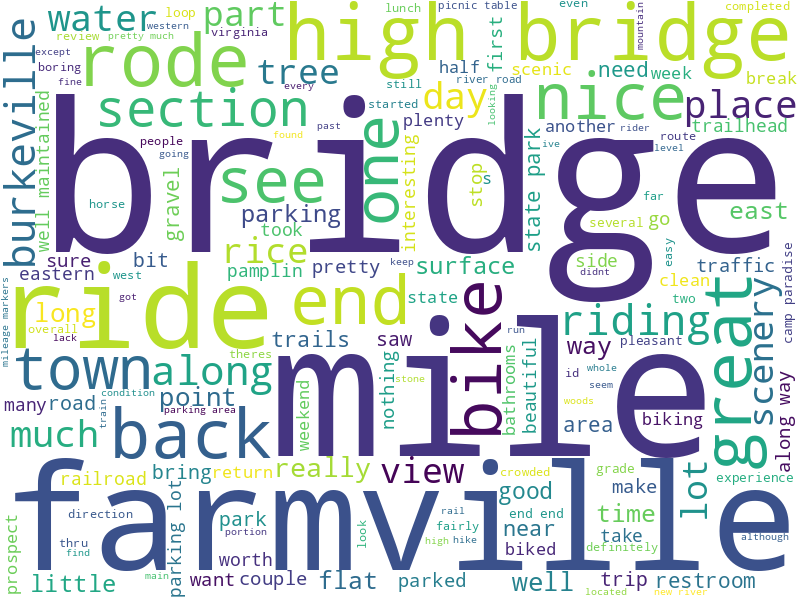 water
part
high bridge
picnic table
even
completed
western
loop
lunch
review
pretty much
virginia
rode
tree
half
first
scenic
need
week
mountain
except
boring
fine
every
burkeville
section
day
river road
break
still
looking
nice
place
started
plenty
another
rider
trailhead
well maintained
bridge
one
found
past
people
going
see
gravel
interesting
stop
s
state park
ive
route
level
horse
parking
took
far
several
go
east
easy
sure
bit
rice
pretty
keep
side
didnt
traffic
eastern
west
pamplin
surface
clean
camp paradise
mileage markers
ride
got
end
state
two
long
overall
lack
trails
saw
bike
run
riding
great
scenery
theres
way
pleasant
town
along
nothing
bathrooms
beautiful
id
whole
seem
many
road
point
mile
condition
train
parking area
weekend
stone
woods
area
biking
along way
much
back
railroad
bring
return
really
view
crowded
good
grade
make
lot
experience
farmville
prospect
direction
parking lot
park
portion
look
rail
fairly
high
hike
end end
near
time
although
thru
find
worth
biked
take
definitely
little
main
want
couple
flat
parked
well
trip
restroom
located
new river